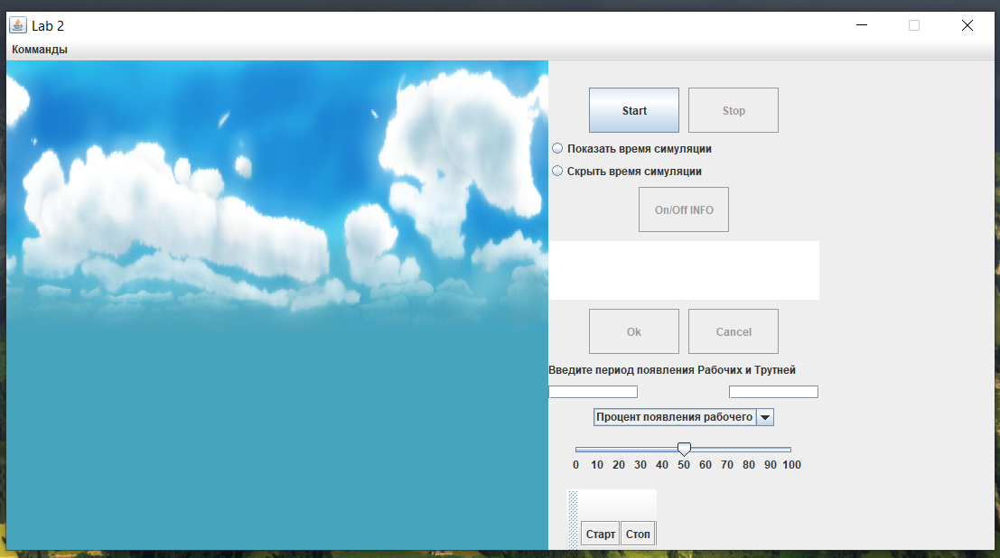 Lab 2
Комманды
Start Stop
Показать время симуляции
Скрыть время симуляции
On/Off INFO
Ok Cancel
Введите период появления Рабочих и Трутней
Процент появления рабочего
0 10 20 30 40 50 60 70 80 90 100
Старт Стоп